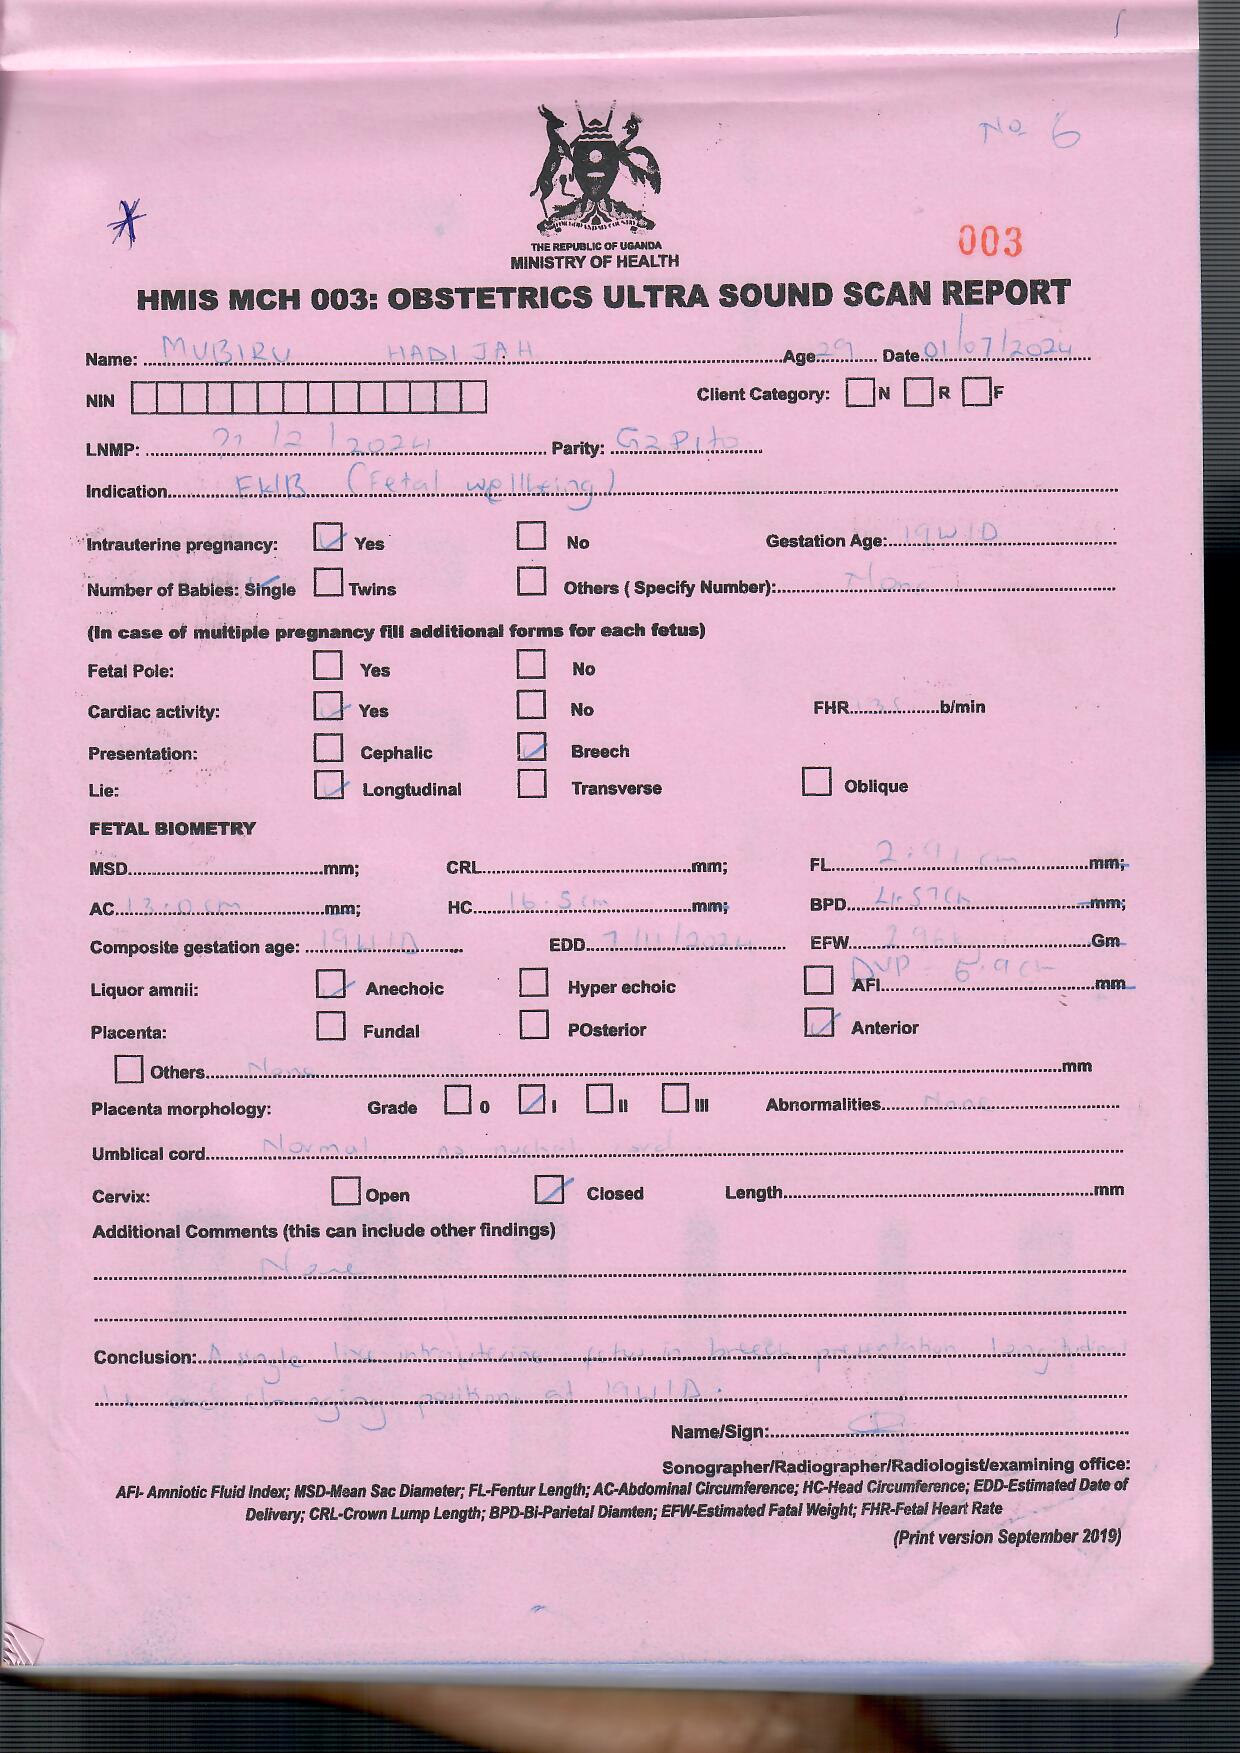 No 6
003
THE REPUBLIC OF UGANDA
MINISTRY OF HEALTH
HMIS MCH 003: OBSTETRICS ULTRA SOUND SCAN REPORT
Name: MUBIRU HADIJAH Age 29 Date 01/07/2024
NIN Client Category: N R F
LNMP: /2/2024 Parity: G2P1+0
Indication FWB (Fetal wellbeing)
Intrauterine pregnancy: Yes No Gestation Age: 19W1D
Number of Babies: Single Twins Others ( Specify Number): None
(In case of multiple pregnancy fill additional forms for each fetus)
Fetal Pole: Yes No
Cardiac activity: Yes No FHR b/min
Presentation: Cephalic Breech
Lie: Longtudinal Transverse Oblique
FETAL BIOMETRY
MSD mm; CRL mm; FL 2.91 cm mm;
AC 13.0cm mm; HC 16.5cm mm; BPD 4.57cm mm;
Composite gestation age: 19W1D EDD 7/11/2024 EFW Gm
Liquor amnii: Anechoic Hyper echoic AFI DVP - 5.9cm mm
Placenta: Fundal POsterior Anterior
Others None mm
Placenta morphology: Grade 0 I II III Abnormalities None
Umblical cord Normal no nuchal cord
Cervix: Open Closed Length mm
Additional Comments (this can include other findings)
None
Conclusion: A single live intrauterine fetus in breech presentation longitudinal
lie and changing position at 19W1D.
Name/Sign:
Sonographer/Radiographer/Radiologist/examining office:
AFI- Amniotic Fluid Index; MSD-Mean Sac Diameter; FL-Fentur Length; AC-Abdominal Circumference; HC-Head Circumference; EDD-Estimated Date of
Delivery; CRL-Crown Lump Length; BPD-Bi-Parietal Diamten; EFW-Estimated Fatal Weight; FHR-Fetal Heart Rate
(Print version September 2019)